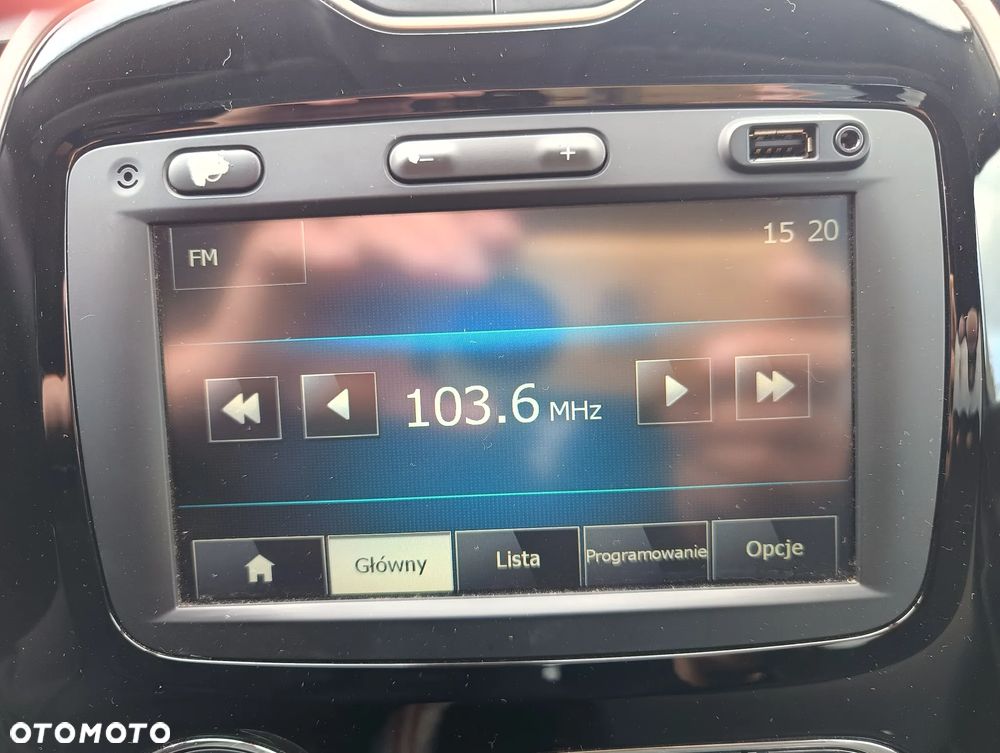 - +
FM
15 20
103.6 MHz
Główny Lista Programowanie Opcje
OTOMOTO